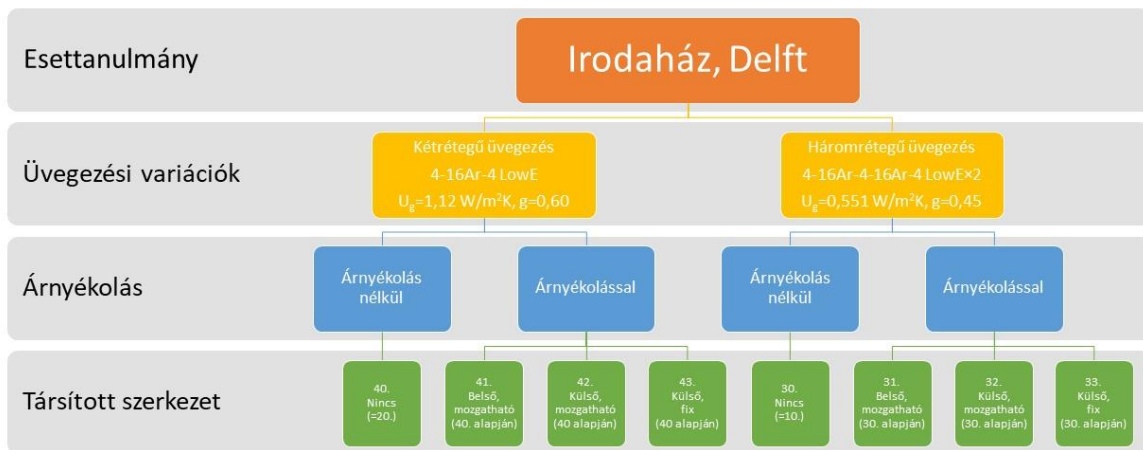 Esettanulmány
Irodaház, Delft
Üvegezési variációk
Kétrétegű üvegezés
4-16Ar-4 LowE
Ug=1,12 W/m²K, g=0,60
Háromrétegű üvegezés
4-16Ar-4-16Ar-4 LowE×2
Ug=0,551 W/m²K, g=0,45
Árnyékolás
Árnyékolás
nélkül
Árnyékolással
Árnyékolás
nélkül
Árnyékolással
Társított szerkezet
40.
Nincs
(=20.)
41.
Belső,
mozgatható
(40. alapján)
42.
Külső,
mozgatható
(40 alapján)
43.
Külső,
fix
(40 alapján)
30.
Nincs
(=10.)
31.
Belső,
mozgatható
(30. alapján)
32.
Külső,
mozgatható
(30. alapján)
33.
Külső,
fix
(30. alapján)